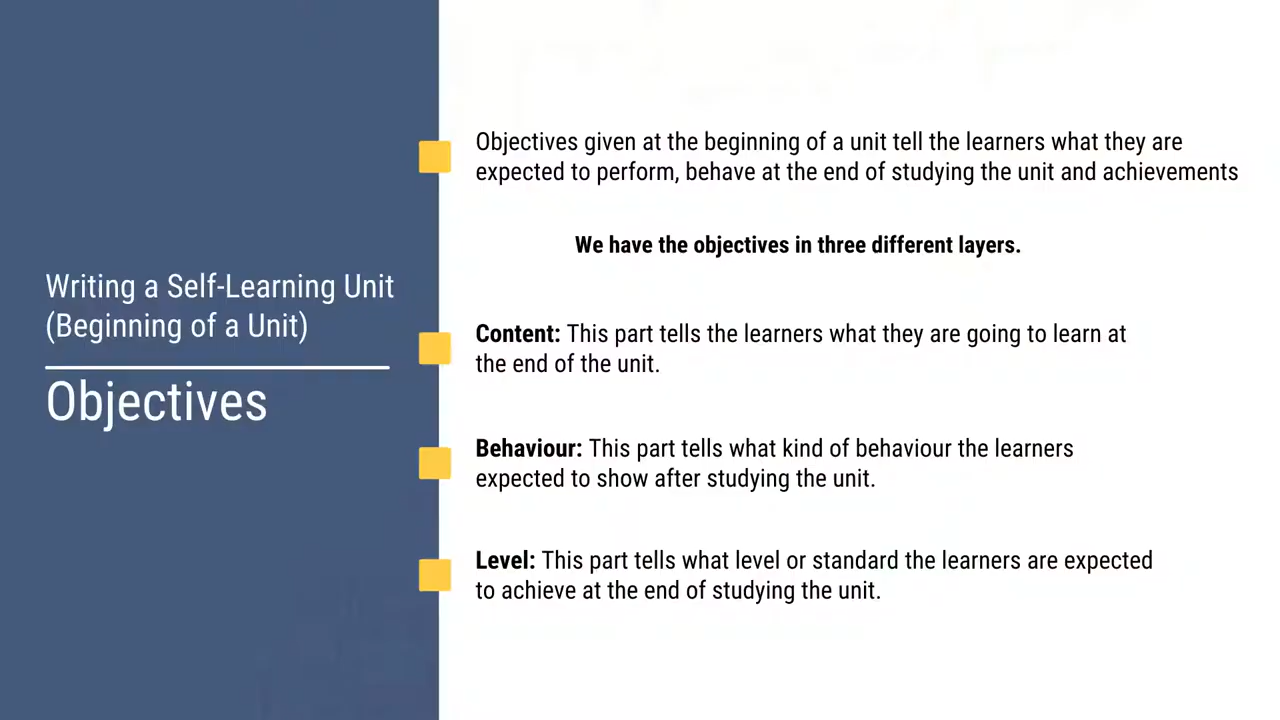 Writing a Self-Learning Unit
(Beginning of a Unit)
Objectives
Objectives given at the beginning of a unit tell the learners what they are
expected to perform, behave at the end of studying the unit and achievements
We have the objectives in three different layers.
Content: This part tells the learners what they are going to learn at
the end of the unit.
Behaviour: This part tells what kind of behaviour the learners
expected to show after studying the unit.
Level: This part tells what level or standard the learners are expected
to achieve at the end of studying the unit.